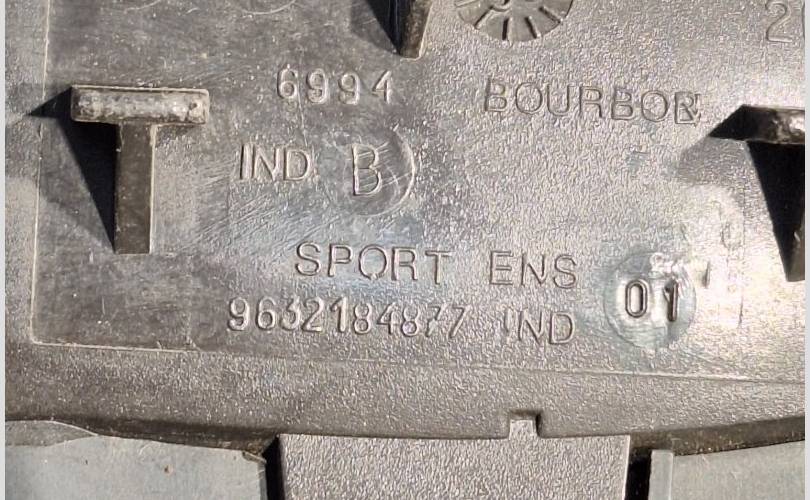 6994 BOURBON
IND B
SPORT ENS
9632184877 IND 01